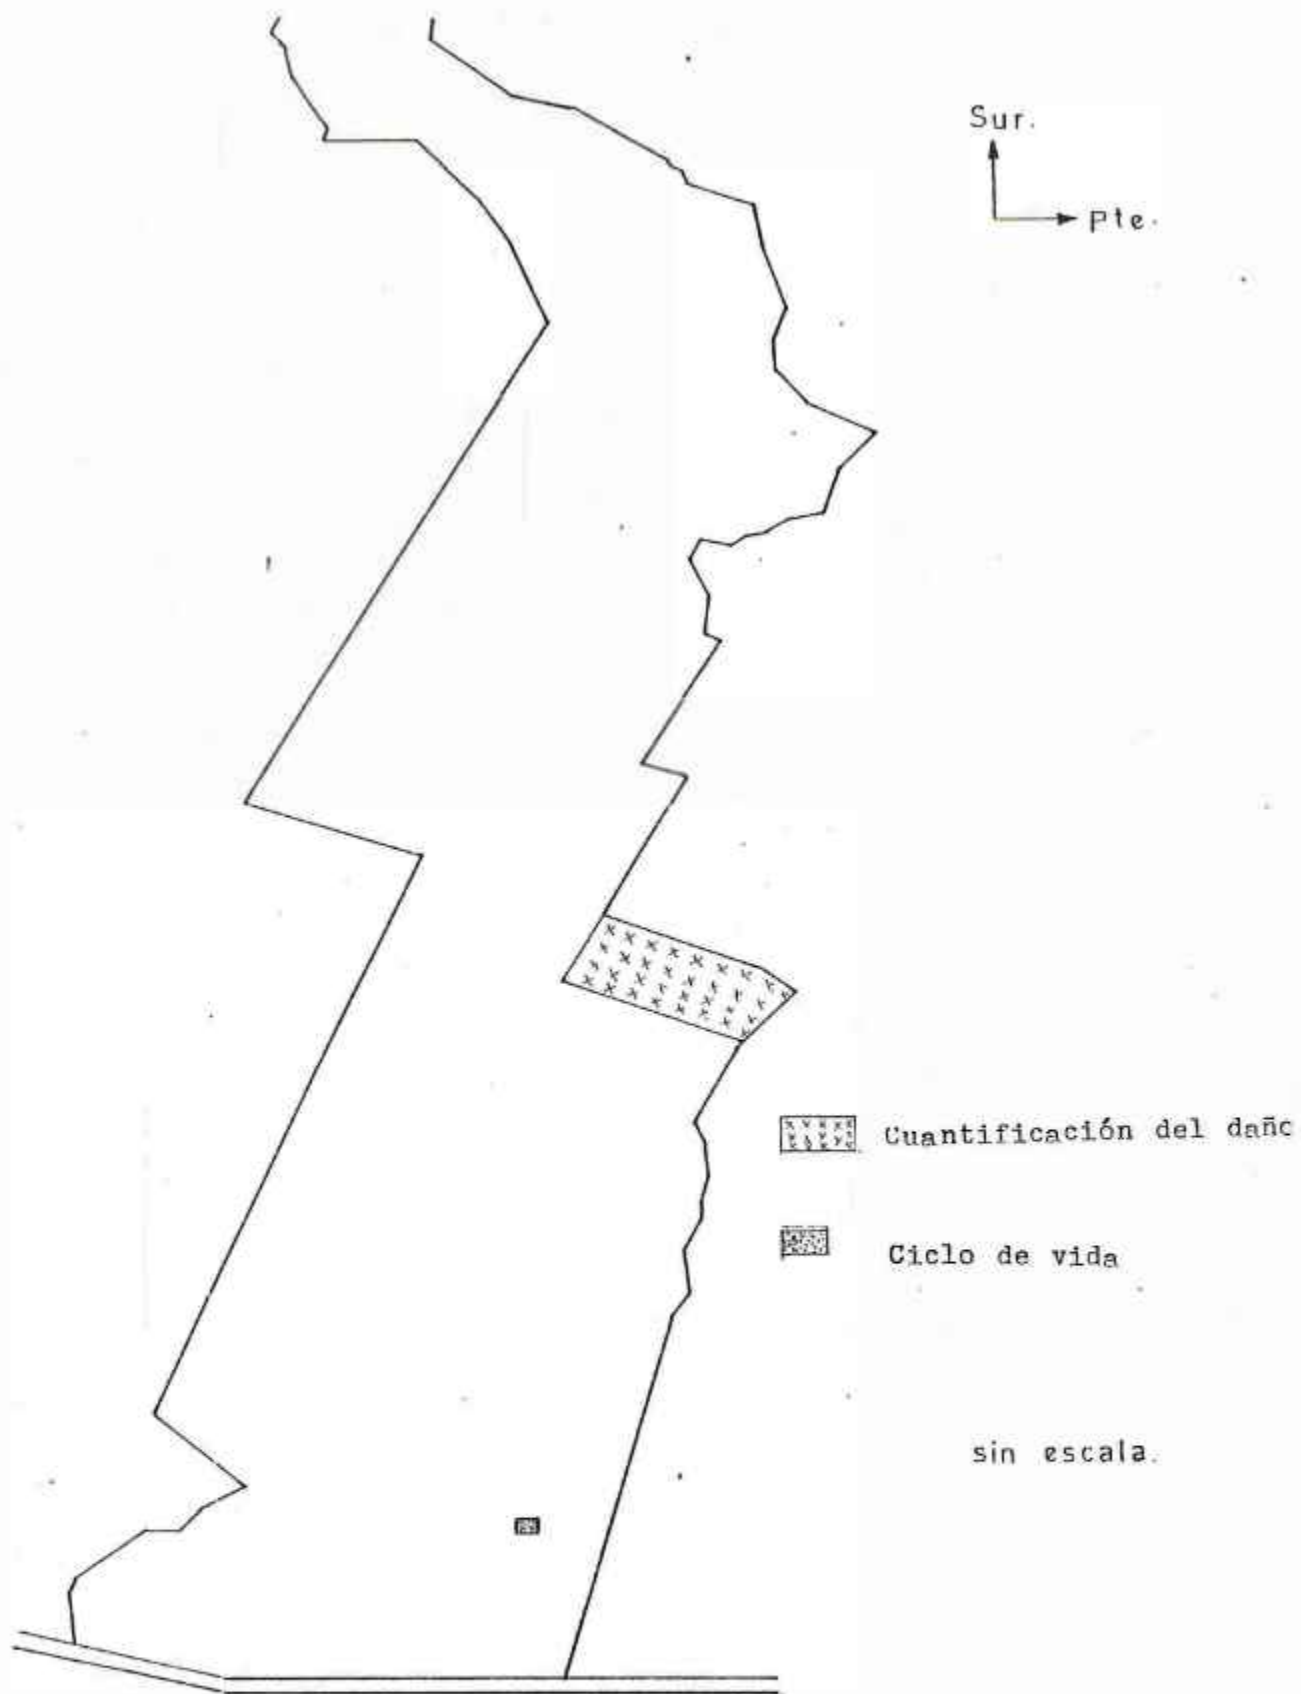 Sur.
Pte.
Cuantificación del dañc
Ciclo de vida
sin escala.